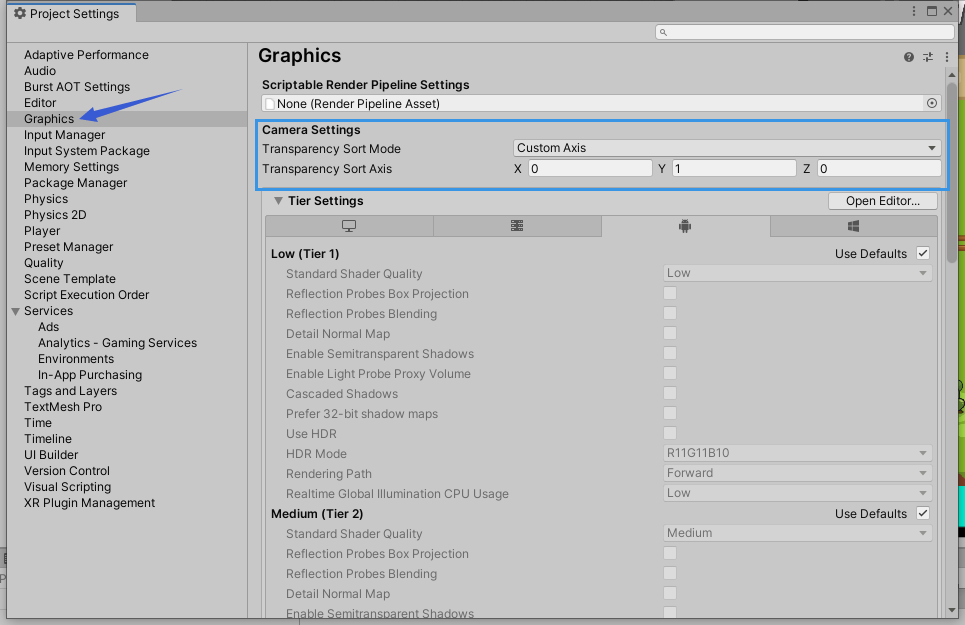 Project Settings
Adaptive Performance
Audio
Burst AOT Settings
Editor
Graphics
Input Manager
Input System Package
Memory Settings
Package Manager
Physics
Physics 2D
Player
Preset Manager
Quality
Scene Template
Script Execution Order
Services
Ads
Analytics - Gaming Services
Environments
In-App Purchasing
Tags and Layers
TextMesh Pro
Time
Timeline
UI Builder
Version Control
Visual Scripting
XR Plugin Management
Graphics
Scriptable Render Pipeline Settings
None (Render Pipeline Asset)
Camera Settings
Transparency Sort Mode Custom Axis
Transparency Sort Axis X 0 Y 1 Z 0
Tier Settings Open Editor...
Low (Tier 1) Use Defaults
Standard Shader Quality Low
Reflection Probes Box Projection
Reflection Probes Blending
Detail Normal Map
Enable Semitransparent Shadows
Enable Light Probe Proxy Volume
Cascaded Shadows
Prefer 32-bit shadow maps
Use HDR
HDR Mode R11G11B10
Rendering Path Forward
Realtime Global Illumination CPU Usage Low
Medium (Tier 2) Use Defaults
Standard Shader Quality Medium
Reflection Probes Box Projection
Reflection Probes Blending
Detail Normal Map
Enable Semitransparent Shadows